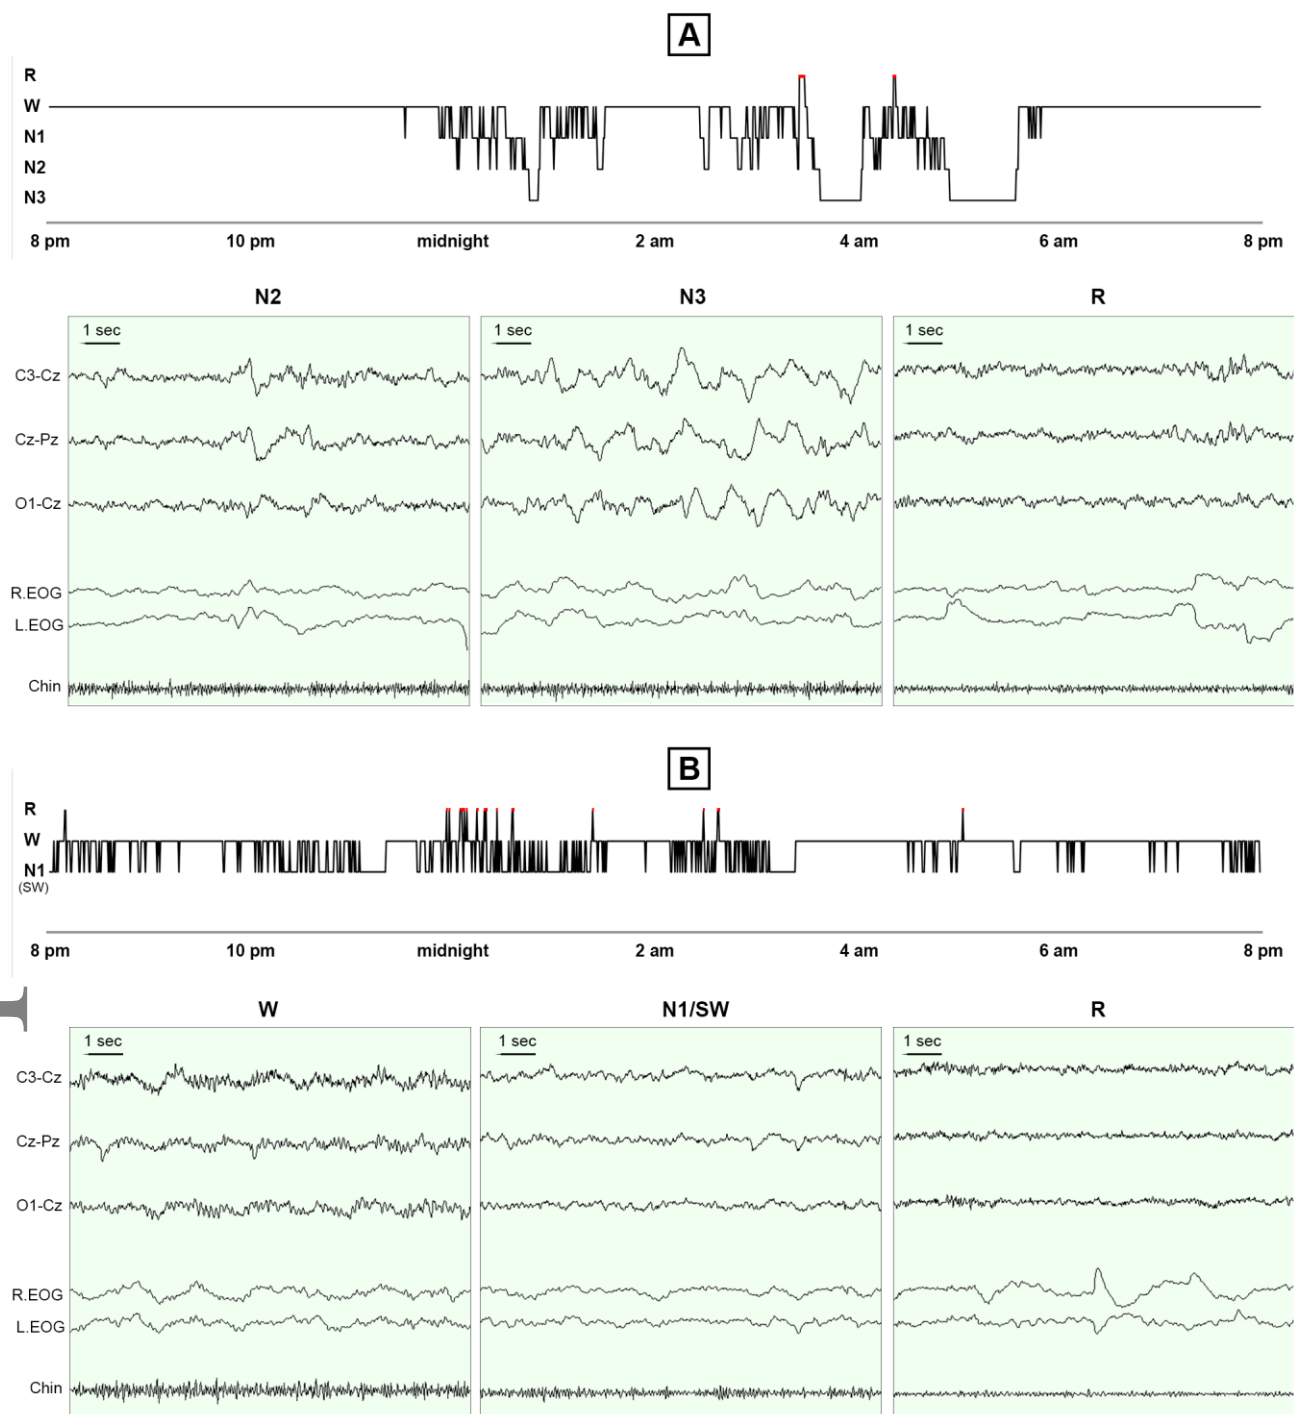 A
R
W
N1
N2
N3
8 pm 10 pm midnight 2 am 4 am 6 am 8 pm
N2 N3 R
1 sec 1 sec 1 sec
C3-Cz
Cz-Pz
O1-Cz
R.EOG
L.EOG
Chin
B
R
W
N1
(SW)
8 pm 10 pm midnight 2 am 4 am 6 am 8 pm
W N1/SW R
1 sec 1 sec 1 sec
C3-Cz
Cz-Pz
O1-Cz
R.EOG
L.EOG
Chin